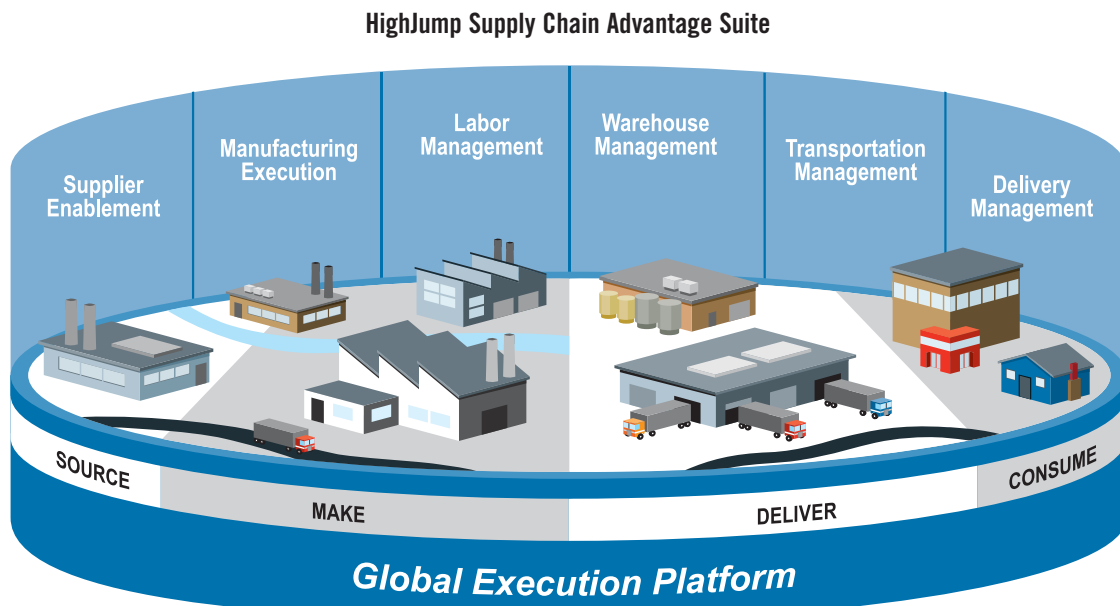 HighJump Supply Chain Advantage Suite
Supplier
Enablement
Manufacturing
Execution
Labor
Management
Warehouse
Management
Transportation
Management
Delivery
Management
SOURCE
MAKE
DELIVER
CONSUME
Global Execution Platform